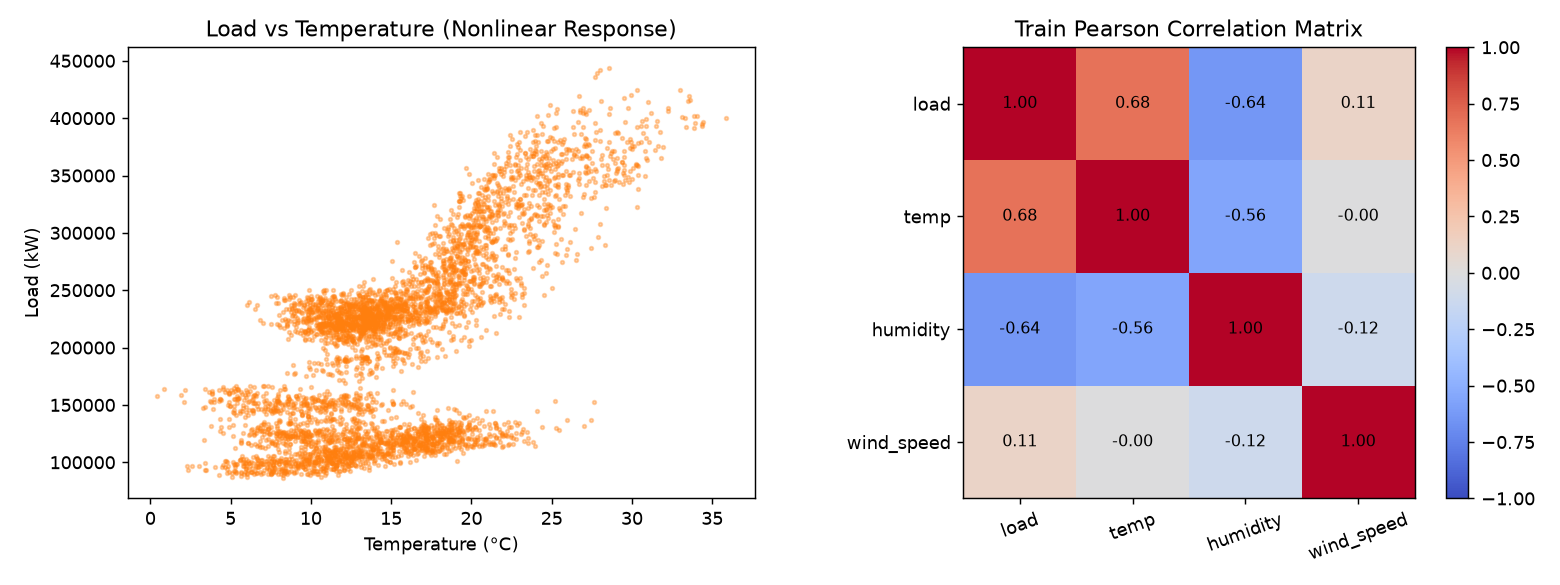 Load vs Temperature (Nonlinear Response)
450000
400000
350000
300000
250000
200000
150000
100000
Load (kW)
0 5 10 15 20 25 30 35
Temperature (°C)
Train Pearson Correlation Matrix
load 1.00 0.68 -0.64 0.11
temp 0.68 1.00 -0.56 -0.00
humidity -0.64 -0.56 1.00 -0.12
wind_speed 0.11 -0.00 -0.12 1.00
load temp humidity wind_speed
1.00
0.75
0.50
0.25
0.00
−0.25
−0.50
−0.75
−1.00